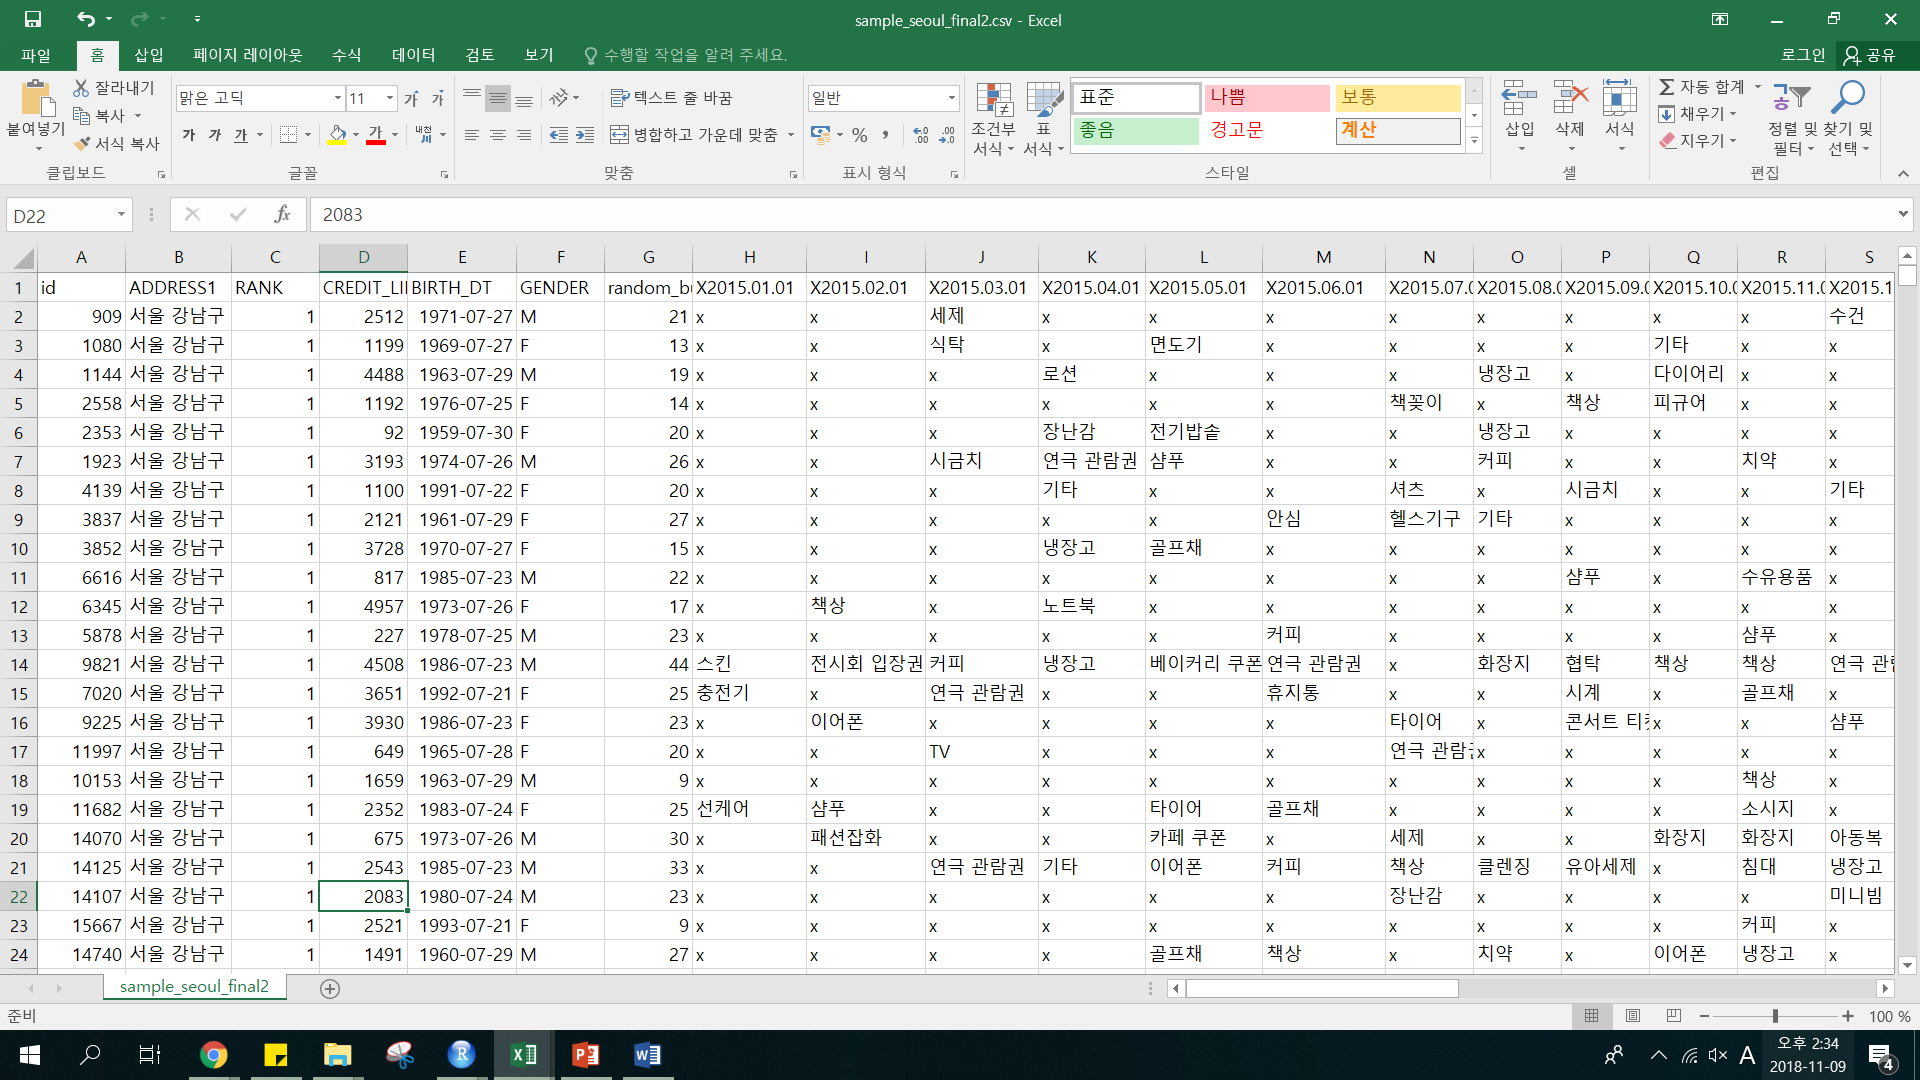 sample_seoul_final2.csv - Excel
파일 홈 삽입 페이지 레이아웃 수식 데이터 검토 보기 수행할 작업을 알려 주세요. 로그인 공유
붙여넣기 잘라내기 복사 서식 복사 클립보드
맑은 고딕 11 가 가 가 가 가 가 내천 글꼴
텍스트 줄 바꿈 병합하고 가운데 맞춤 맞춤
일반 % , 표시 형식
조건부 서식 표 서식 표준 나쁨 보통 좋음 경고문 계산 스타일
삽입 삭제 서식 셀
자동 합계 채우기 지우기 정렬 및 필터 찾기 및 선택 편집
D22 fx 2083
A B C D E F G H I J K L M N O P Q R S
1 id ADDRESS1 RANK CREDIT_LI BIRTH_DT GENDER random_bu X2015.01.01 X2015.02.01 X2015.03.01 X2015.04.01 X2015.05.01 X2015.06.01 X2015.07.0 X2015.08.0 X2015.09.0 X2015.10.0 X2015.11.0 X2015.1
2 909 서울 강남구 1 2512 1971-07-27 M 21 x x 세제 x x x x x x x x 수건
3 1080 서울 강남구 1 1199 1969-07-27 F 13 x x 식탁 x 면도기 x x x x 기타 x x
4 1144 서울 강남구 1 4488 1963-07-29 M 19 x x x 로션 x x x 냉장고 x 다이어리 x x
5 2558 서울 강남구 1 1192 1976-07-25 F 14 x x x x x x 책꽂이 x 책상 피규어 x x
6 2353 서울 강남구 1 92 1959-07-30 F 20 x x x 장난감 전기밥솥 x x 냉장고 x x x x
7 1923 서울 강남구 1 3193 1974-07-26 M 26 x x 시금치 연극 관람권 샴푸 x x 커피 x x 치약 x
8 4139 서울 강남구 1 1100 1991-07-22 F 20 x x x 기타 x x 셔츠 x 시금치 x x 기타
9 3837 서울 강남구 1 2121 1961-07-29 F 27 x x x x x 안심 헬스기구 기타 x x x x
10 3852 서울 강남구 1 3728 1970-07-27 F 15 x x x 냉장고 골프채 x x x x x x x
11 6616 서울 강남구 1 817 1985-07-23 M 22 x x x x x x x x 샴푸 x 수유용품 x
12 6345 서울 강남구 1 4957 1973-07-26 F 17 x 책상 x 노트북 x x x x x x x x
13 5878 서울 강남구 1 227 1978-07-25 M 23 x x x x x 커피 x x x x 샴푸 x
14 9821 서울 강남구 1 4508 1986-07-23 M 44 스킨 전시회 입장권 커피 냉장고 베이커리 쿠폰 연극 관람권 x 화장지 협탁 책상 책상 연극 관
15 7020 서울 강남구 1 3651 1992-07-21 F 25 충전기 x 연극 관람권 x x 휴지통 x x 시계 x 골프채 x
16 9225 서울 강남구 1 3930 1986-07-23 F 23 x 이어폰 x x x x 타이어 x 콘서트 티 x x 샴푸
17 11997 서울 강남구 1 649 1965-07-28 F 20 x x TV x x x 연극 관람 x x x x x
18 10153 서울 강남구 1 1659 1963-07-29 M 9 x x x x x x x x x x 책상 x
19 11682 서울 강남구 1 2352 1983-07-24 F 25 선케어 샴푸 x x 타이어 골프채 x x x x 소시지 x
20 14070 서울 강남구 1 675 1973-07-26 M 30 x 패션잡화 x x 카페 쿠폰 x 세제 x x 화장지 화장지 아동복
21 14125 서울 강남구 1 2543 1985-07-23 M 33 x x 연극 관람권 기타 이어폰 커피 책상 클렌징 유아세제 x 침대 냉장고
22 14107 서울 강남구 1 2083 1980-07-24 M 23 x x x x x x 장난감 x x x x 미니빔
23 15667 서울 강남구 1 2521 1993-07-21 F 9 x x x x x x x x x x 커피 x
24 14740 서울 강남구 1 1491 1960-07-29 M 27 x x x x 골프채 책상 x 치약 x 이어폰 냉장고 x
sample_seoul_final2
준비 100 %
A 오후 2:34
2018-11-09 4